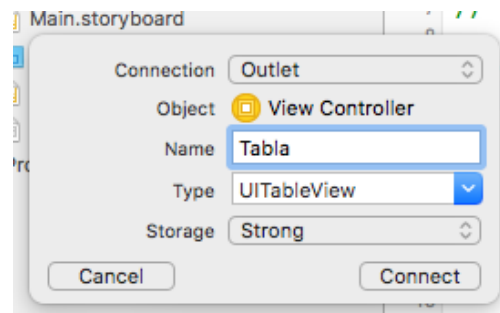 Main.storyboard
Connection Outlet
Object View Controller
Name Tabla
Type UITableView
Storage Strong
Cancel Connect